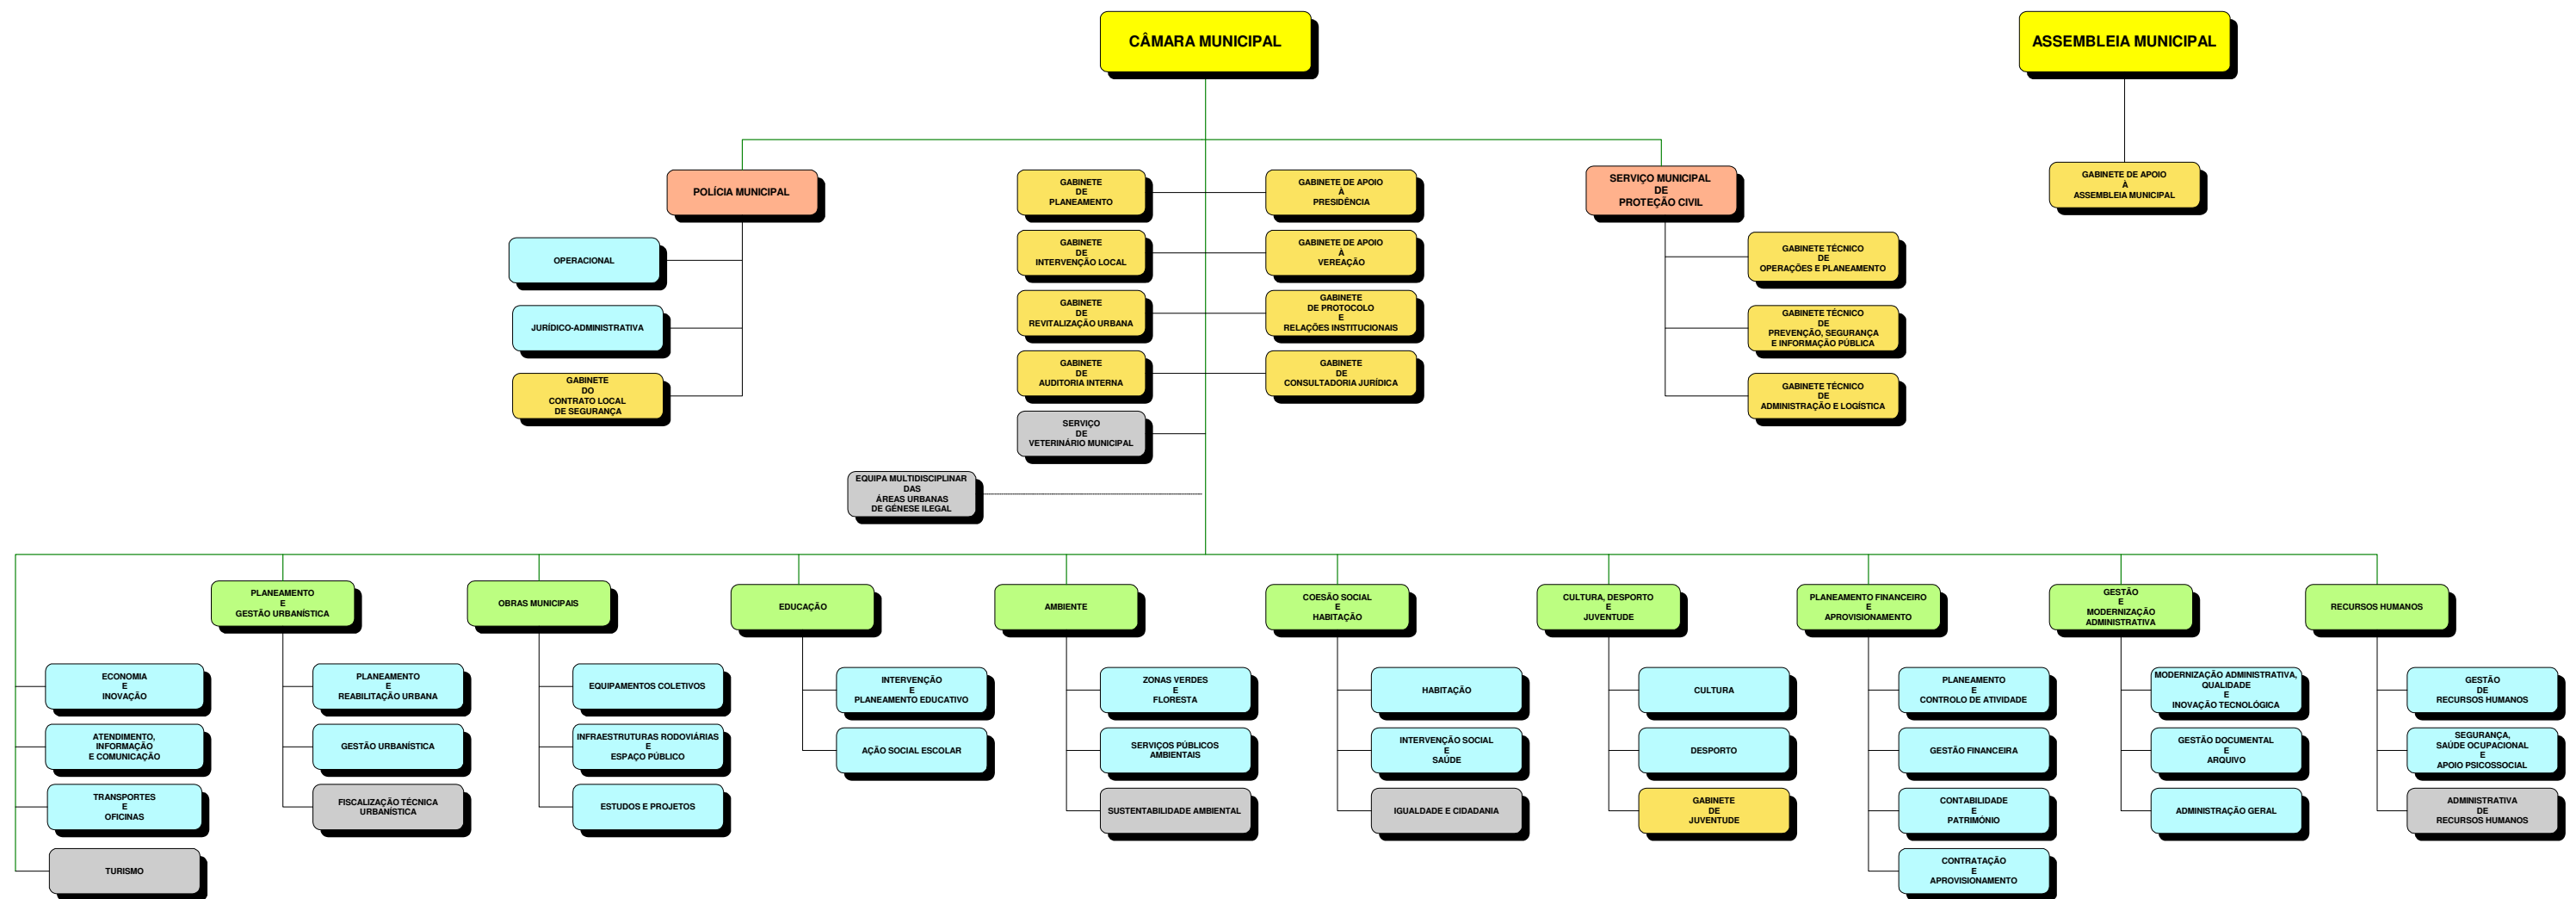 CÂMARA MUNICIPAL
ASSEMBLEIA MUNICIPAL
POLÍCIA MUNICIPAL
OPERACIONAL
JURÍDICO-ADMINISTRATIVA
GABINETE
DO
CONTRATO LOCAL
DE SEGURANÇA
GABINETE
DE
PLANEAMENTO
GABINETE DE APOIO
À
PRESIDÊNCIA
GABINETE
DE
INTERVENÇÃO LOCAL
GABINETE DE APOIO
À
VEREAÇÃO
GABINETE
DE
REVITALIZAÇÃO URBANA
GABINETE
DE PROTOCOLO
E
RELAÇÕES INSTITUCIONAIS
GABINETE
DE
AUDITORIA INTERNA
GABINETE
DE
CONSULTADORIA JURÍDICA
SERVIÇO
DE
VETERINÁRIO MUNICIPAL
EQUIPA MULTIDISCIPLINAR
DAS
ÁREAS URBANAS
DE GÉNESE ILEGAL
SERVIÇO MUNICIPAL
DE
PROTEÇÃO CIVIL
GABINETE TÉCNICO
DE
OPERAÇÕES E PLANEAMENTO
GABINETE TÉCNICO
DE
PREVENÇÃO, SEGURANÇA
E INFORMAÇÃO PÚBLICA
GABINETE TÉCNICO
DE
ADMINISTRAÇÃO E LOGÍSTICA
GABINETE DE APOIO
À
ASSEMBLEIA MUNICIPAL
ECONOMIA
E
INOVAÇÃO
ATENDIMENTO,
INFORMAÇÃO
E COMUNICAÇÃO
TRANSPORTES
E
OFICINAS
TURISMO
PLANEAMENTO
E
GESTÃO URBANÍSTICA
PLANEAMENTO
E
REABILITAÇÃO URBANA
GESTÃO URBANÍSTICA
FISCALIZAÇÃO TÉCNICA
URBANÍSTICA
OBRAS MUNICIPAIS
EQUIPAMENTOS COLETIVOS
INFRAESTRUTURAS RODOVIÁRIAS
E
ESPAÇO PÚBLICO
ESTUDOS E PROJETOS
EDUCAÇÃO
INTERVENÇÃO
E
PLANEAMENTO EDUCATIVO
AÇÃO SOCIAL ESCOLAR
AMBIENTE
ZONAS VERDES
E
FLORESTA
SERVIÇOS PÚBLICOS
AMBIENTAIS
SUSTENTABILIDADE AMBIENTAL
COESÃO SOCIAL
E
HABITAÇÃO
HABITAÇÃO
INTERVENÇÃO SOCIAL
E
SAÚDE
IGUALDADE E CIDADANIA
CULTURA, DESPORTO
E
JUVENTUDE
CULTURA
DESPORTO
GABINETE
DE
JUVENTUDE
PLANEAMENTO FINANCEIRO
E
APROVISIONAMENTO
PLANEAMENTO
E
CONTROLO DE ATIVIDADE
GESTÃO FINANCEIRA
CONTABILIDADE
E
PATRIMÓNIO
CONTRATAÇÃO
E
APROVISIONAMENTO
GESTÃO
E
MODERNIZAÇÃO
ADMINISTRATIVA
MODERNIZAÇÃO ADMINISTRATIVA,
QUALIDADE
E
INOVAÇÃO TECNOLÓGICA
GESTÃO DOCUMENTAL
E
ARQUIVO
ADMINISTRAÇÃO GERAL
RECURSOS HUMANOS
GESTÃO
DE
RECURSOS HUMANOS
SEGURANÇA,
SAÚDE OCUPACIONAL
E
APOIO PSICOSSOCIAL
ADMINISTRATIVA
DE
RECURSOS HUMANOS